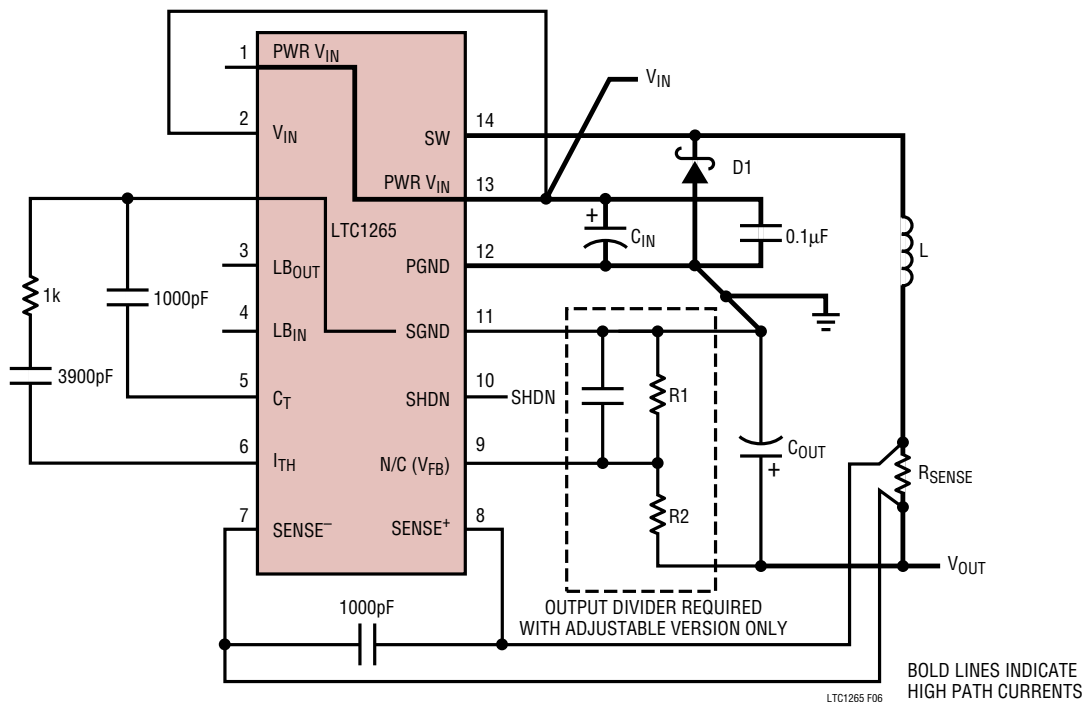 1
PWR VIN
2
VIN
LTC1265
3
LBOUT
4
LBIN
5
CT
6
ITH
7
SENSE–
14
SW
13
PWR VIN
12
PGND
11
SGND
10
SHDN
SHDN
9
N/C (VFB)
8
SENSE+
1k
1000pF
3900pF
1000pF
VIN
D1
+
CIN
0.1µF
L
R1
R2
COUT
+
RSENSE
VOUT
OUTPUT DIVIDER REQUIRED
WITH ADJUSTABLE VERSION ONLY
BOLD LINES INDICATE
HIGH PATH CURRENTS
LTC1265 F06